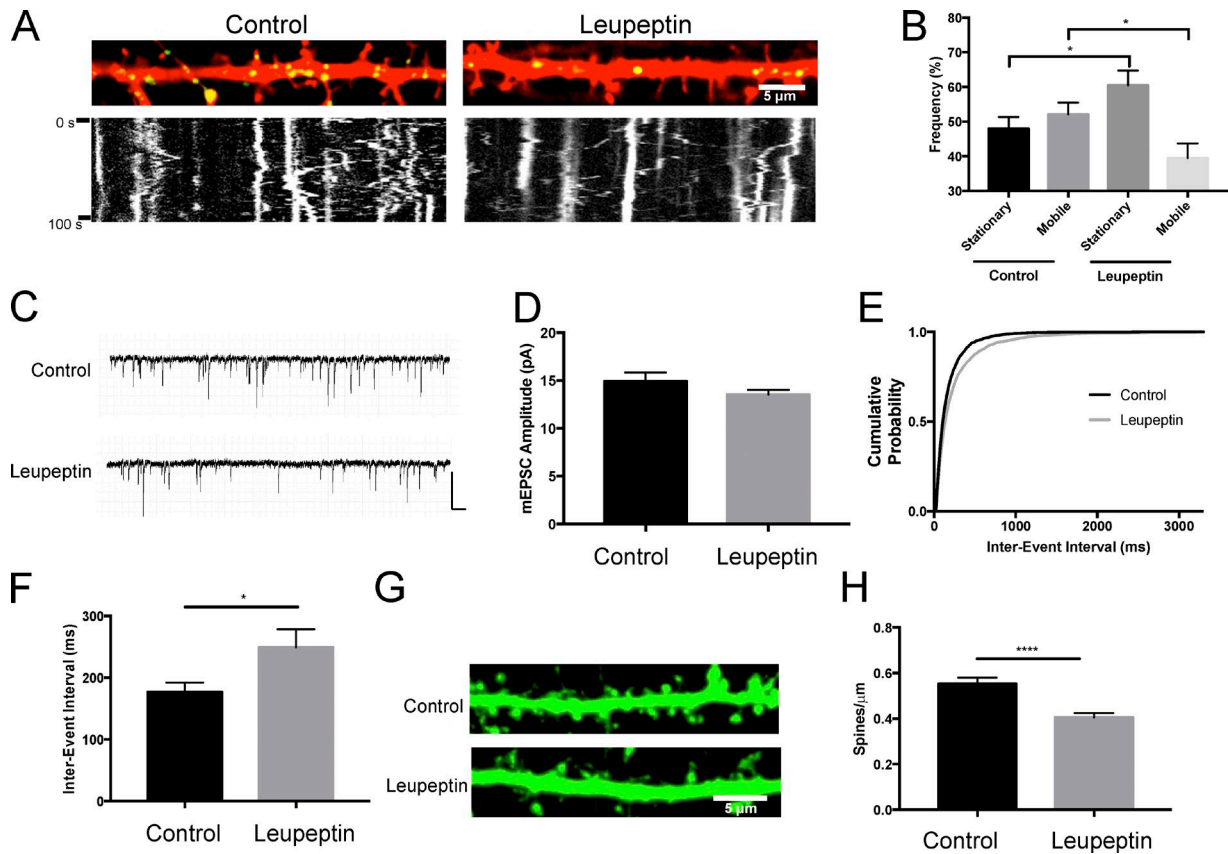 A
Control
Leupeptin
5 µm
0 s
100 s
B
Frequency (%)
80
70
60
50
40
30
*
*
Stationary
Mobile
Stationary
Mobile
Control
Leupeptin
C
Control
Leupeptin
D
mEPSC Amplitude (pA)
20
15
10
5
0
Control
Leupeptin
E
Cumulative
Probability
1.0
0.5
0.0
0
1000
2000
3000
Inter-Event Interval (ms)
Control
Leupeptin
F
Inter-Event Interval (ms)
300
200
100
0
*
Control
Leupeptin
G
Control
Leupeptin
5 µm
H
Spines/µm
0.8
0.6
0.4
0.2
0.0
****
Control
Leupeptin